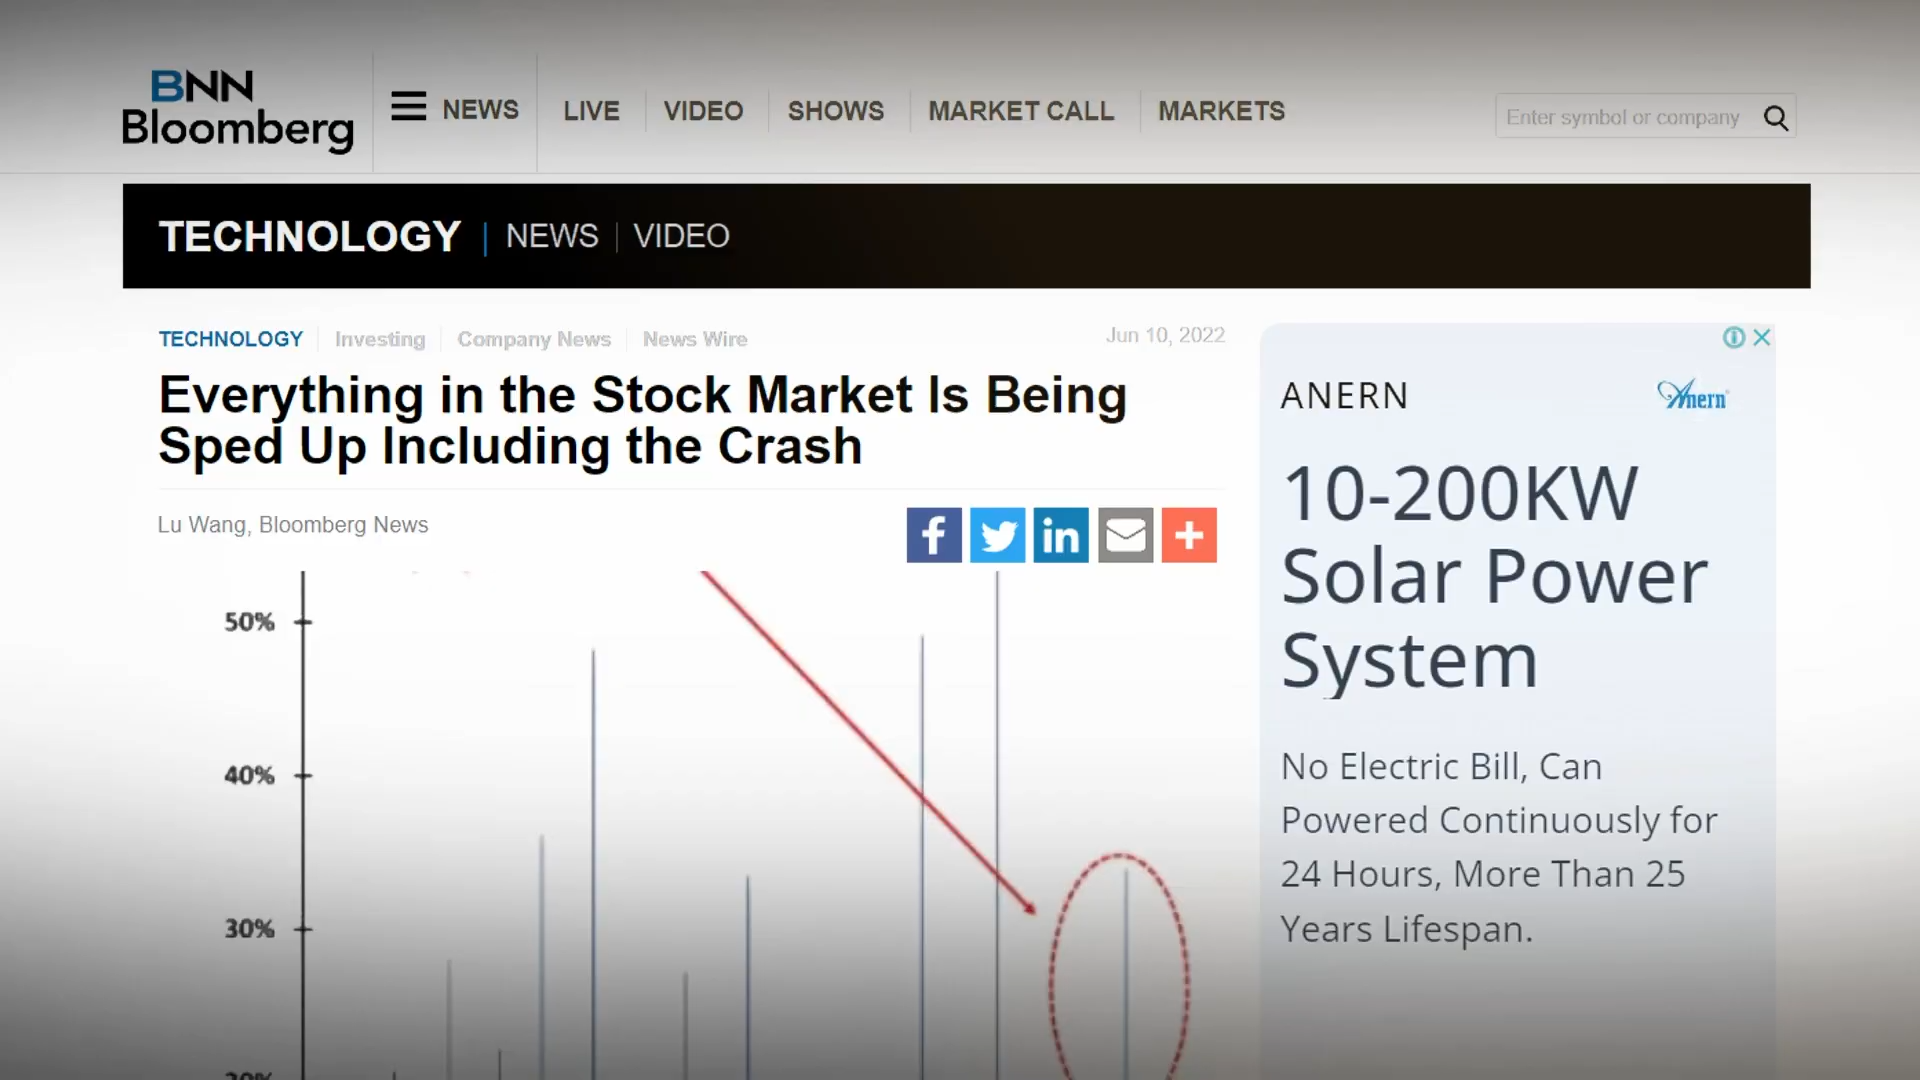 BNN
Bloomberg
NEWS
LIVE
VIDEO
SHOWS
MARKET CALL
MARKETS
Enter symbol or company
TECHNOLOGY
NEWS
VIDEO
TECHNOLOGY
Investing
Company News
News Wire
Jun 10, 2022
Everything in the Stock Market Is Being
Sped Up Including the Crash
Lu Wang, Bloomberg News
50%
40%
30%
ANERN
Anern
10-200KW
Solar Power
System
No Electric Bill, Can
Powered Continuously for
24 Hours, More Than 25
Years Lifespan.